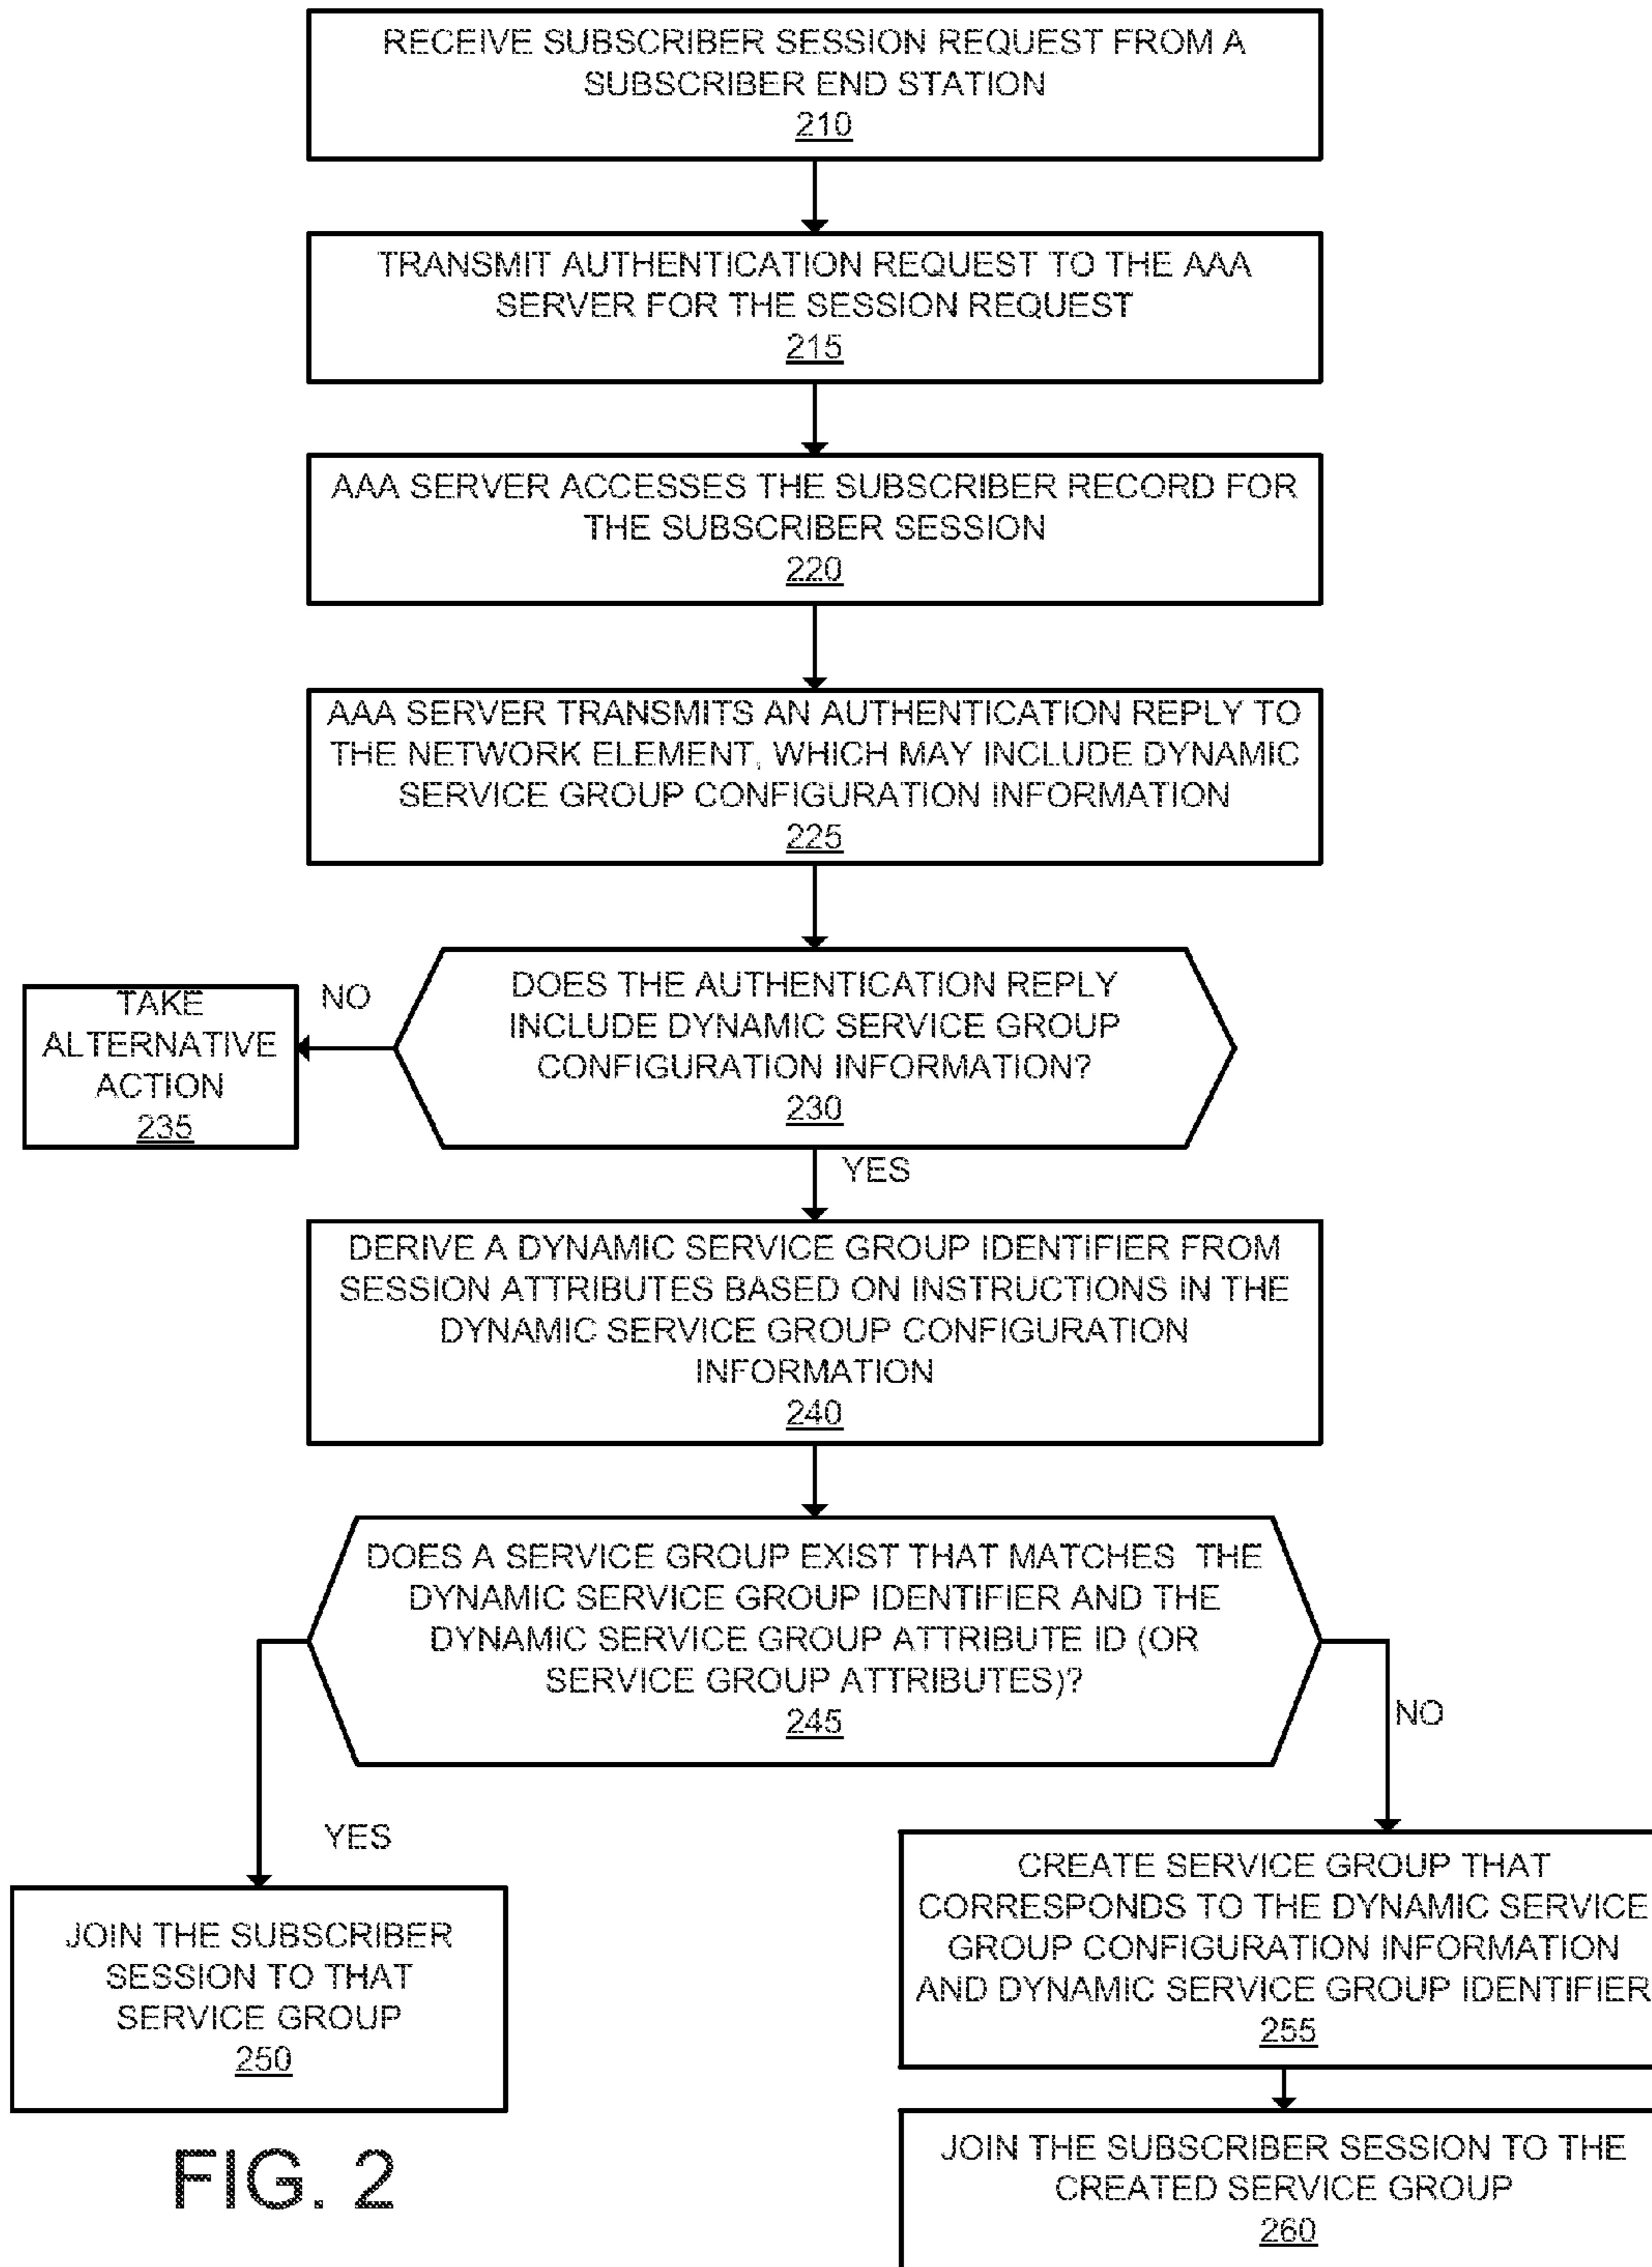 RECEIVE SUBSCRIBER SESSION REQUEST FROM A
SUBSCRIBER END STATION
210
TRANSMIT AUTHENTICATION REQUEST TO THE AAA
SERVER FOR THE SESSION REQUEST
215
AAA SERVER ACCESSES THE SUBSCRIBER RECORD FOR
THE SUBSCRIBER SESSION
220
AAA SERVER TRANSMITS AN AUTHENTICATION REPLY TO
THE NETWORK ELEMENT, WHICH MAY INCLUDE DYNAMIC
SERVICE GROUP CONFIGURATION INFORMATION
225
DOES THE AUTHENTICATION REPLY
INCLUDE DYNAMIC SERVICE GROUP
CONFIGURATION INFORMATION?
230
NO
TAKE
ALTERNATIVE
ACTION
235
YES
DERIVE A DYNAMIC SERVICE GROUP IDENTIFIER FROM
SESSION ATTRIBUTES BASED ON INSTRUCTIONS IN THE
DYNAMIC SERVICE GROUP CONFIGURATION
INFORMATION
240
DOES A SERVICE GROUP EXIST THAT MATCHES THE
DYNAMIC SERVICE GROUP IDENTIFIER AND THE
DYNAMIC SERVICE GROUP ATTRIBUTE ID (OR
SERVICE GROUP ATTRIBUTES)?
245
YES
JOIN THE SUBSCRIBER
SESSION TO THAT
SERVICE GROUP
250
NO
CREATE SERVICE GROUP THAT
CORRESPONDS TO THE DYNAMIC SERVICE
GROUP CONFIGURATION INFORMATION
AND DYNAMIC SERVICE GROUP IDENTIFIER
255
JOIN THE SUBSCRIBER SESSION TO THE
CREATED SERVICE GROUP
260
FIG. 2